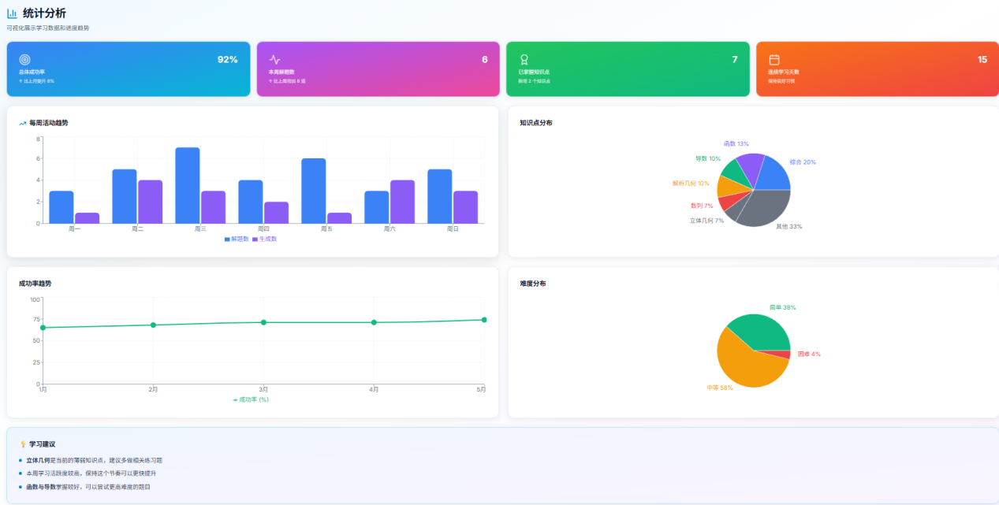 统计分析
可视化展示学习数据和进度趋势
92%
总体成功率
↑ 比上月提升 8%
6
本周解题数
↑ 比上周增加 8 道
7
已掌握知识点
新增 2 个知识点
15
连续学习天数
保持良好习惯
每周活动趋势
8
6
4
2
0
周一 周二 周三 周四 周五 周六 周日
解题数 生成数
知识点分布
函数 13%
导数 10%
综合 20%
解析几何 10%
数列 7%
立体几何 7%
其他 33%
成功率趋势
100
75
50
25
0
1月 2月 3月 4月 5月
成功率 (%)
难度分布
简单 38%
困难 4%
中等 58%
学习建议
立体几何是当前的薄弱知识点，建议多做相关练习题
本周学习活跃度较高，保持这个节奏可以更快提升
函数与导数掌握较好，可以尝试更高难度的题目